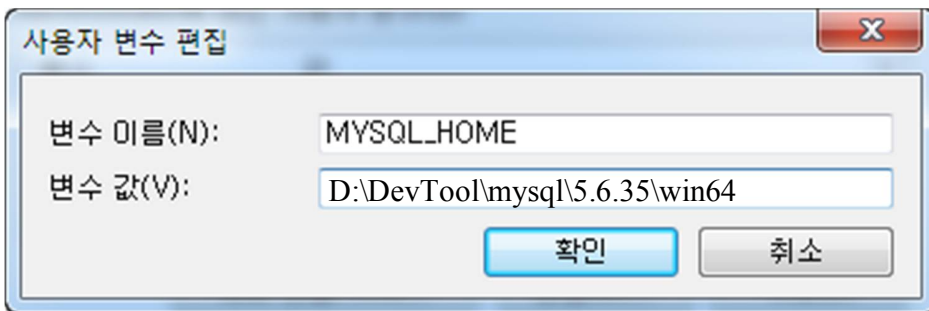 사용자 변수 편집
변수 이름(N): MYSQL_HOME
변수 값(V): D:\DevTool\mysql\5.6.35\win64
확인 취소